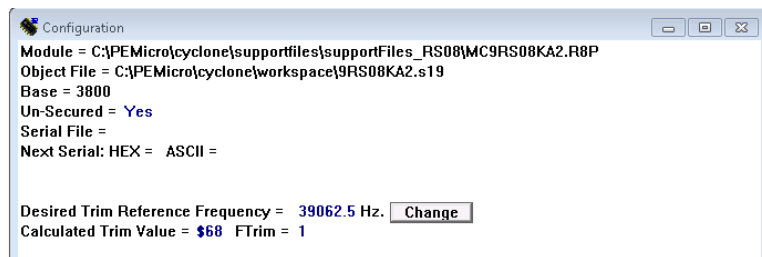 Configuration
Module = C:\PEMicro\cyclone\supportfiles\supportFiles_RS08\MC9RS08KA2.R8P
Object File = C:\PEMicro\cyclone\workspace\9RS08KA2.s19
Base = 3800
Un-Secured = Yes
Serial File =
Next Serial: HEX = ASCII =
Desired Trim Reference Frequency = 39062.5 Hz. Change
Calculated Trim Value = $68 FTrim = 1